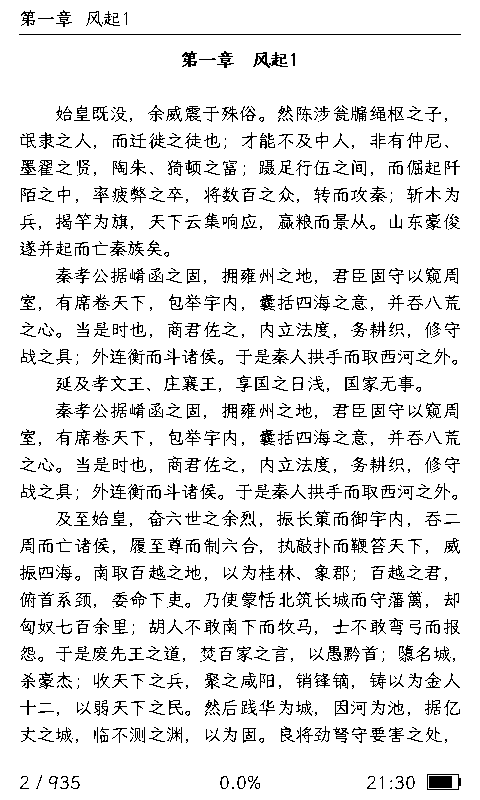 第一章 风起1
第一章 风起1
始皇既没，余威震于殊俗。然陈涉瓮牖绳枢之子，
氓隶之人，而迁徙之徒也；才能不及中人，非有仲尼、
墨翟之贤，陶朱、猗顿之富；蹑足行伍之间，而倔起阡
陌之中，率疲弊之卒，将数百之众，转而攻秦；斩木为
兵，揭竿为旗，天下云集响应，赢粮而景从。山东豪俊
遂并起而亡秦族矣。
秦孝公据崤函之固，拥雍州之地，君臣固守以窥周
室，有席卷天下，包举宇内，囊括四海之意，并吞八荒
之心。当是时也，商君佐之，内立法度，务耕织，修守
战之具；外连衡而斗诸侯。于是秦人拱手而取西河之外。
延及孝文王、庄襄王，享国之日浅，国家无事。
秦孝公据崤函之固，拥雍州之地，君臣固守以窥周
室，有席卷天下，包举宇内，囊括四海之意，并吞八荒
之心。当是时也，商君佐之，内立法度，务耕织，修守
战之具；外连衡而斗诸侯。于是秦人拱手而取西河之外。
及至始皇，奋六世之余烈，振长策而御宇内，吞二
周而亡诸侯，履至尊而制六合，执敲扑而鞭笞天下，威
振四海。南取百越之地，以为桂林、象郡；百越之君，
俯首系颈，委命下吏。乃使蒙恬北筑长城而守藩篱，却
匈奴七百余里；胡人不敢南下而牧马，士不敢弯弓而报
怨。于是废先王之道，焚百家之言，以愚黔首；隳名城，
杀豪杰；收天下之兵，聚之咸阳，销锋镝，铸以为金人
十二，以弱天下之民。然后践华为城，因河为池，据亿
丈之城，临不测之渊，以为固。良将劲弩守要害之处，
2 / 935 0.0% 21:30